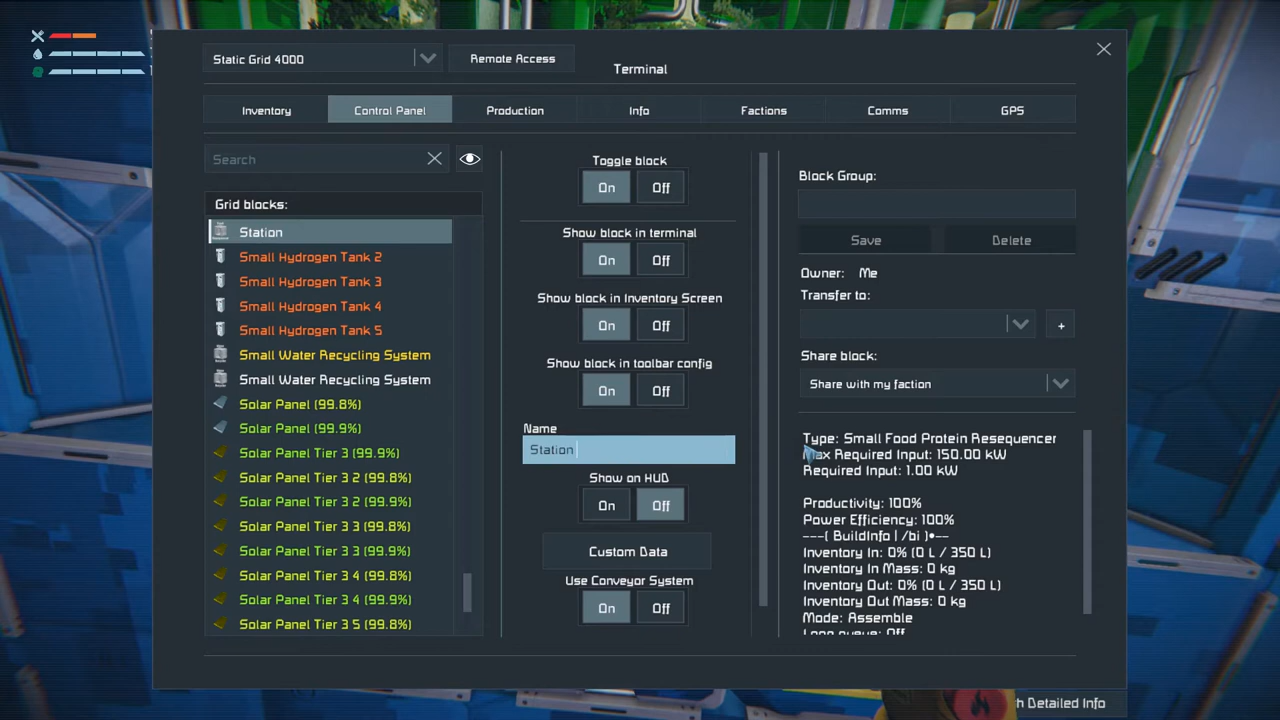 Static Grid 4000
Remote Access
Terminal
Inventory
Control Panel
Production
Info
Factions
Comms
GPS
Search
Grid blocks:
Station
Small Hydrogen Tank 2
Small Hydrogen Tank 3
Small Hydrogen Tank 4
Small Hydrogen Tank 5
Small Water Recycling System
Small Water Recycling System
Solar Panel (99.8%)
Solar Panel (99.9%)
Solar Panel Tier 3 (99.9%)
Solar Panel Tier 3 2 (99.8%)
Solar Panel Tier 3 2 (99.9%)
Solar Panel Tier 3 3 (99.8%)
Solar Panel Tier 3 3 (99.9%)
Solar Panel Tier 3 4 (99.8%)
Solar Panel Tier 3 4 (99.9%)
Solar Panel Tier 3 5 (99.8%)
Toggle block
On Off
Show block in terminal
On Off
Show block in Inventory Screen
On Off
Show block in toolbar config
On Off
Name
Station
Show on HUD
On Off
Custom Data
Use Conveyor System
On Off
Block Group:
Save
Delete
Owner: Me
Transfer to:
+
Share block:
Share with my faction
Type: Small Food Protein Resequencer
Max Required Input: 150.00 kW
Required Input: 1.00 kW
Productivity: 100%
Power Efficiency: 100%
---( BuildInfo | /bi )•--
Inventory In: 0% (0 L / 350 L)
Inventory In Mass: 0 kg
Inventory Out: 0% (0 L / 350 L)
Inventory Out Mass: 0 kg
Mode: Assemble
Loop queue: Off
h Detailed Info